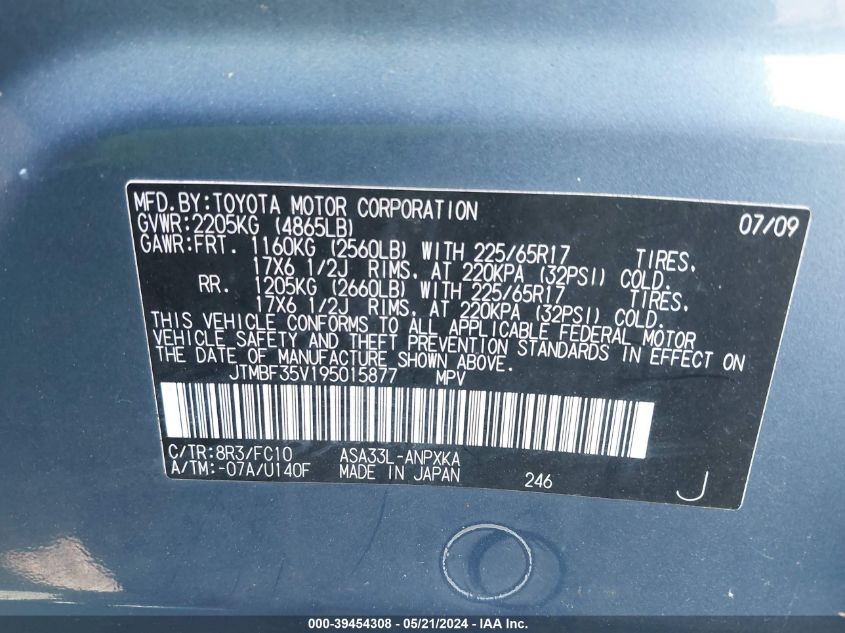 MFD.BY:TOYOTA MOTOR CORPORATION 07/09
GVWR:2205KG (4865LB)
GAWR:FRT. 1160KG (2560LB) WITH 225/65R17 TIRES,
17X6 1/2J RIMS, AT 220KPA (32PSI) COLD.
RR. 1205KG (2660LB) WITH 225/65R17 TIRES,
17X6 1/2J RIMS, AT 220KPA (32PSI) COLD.
THIS VEHICLE CONFORMS TO ALL APPLICABLE FEDERAL MOTOR
VEHICLE SAFETY AND THEFT PREVENTION STANDARDS IN EFFECT ON
THE DATE OF MANUFACTURE SHOWN ABOVE.
JTMBF35V195015877 MPV
C/TR:8R3/FC10 ASA33L-ANPXKA
A/TM:-07A/U140F MADE IN JAPAN 246 J
000-39454308 - 05/21/2024 - IAA Inc.